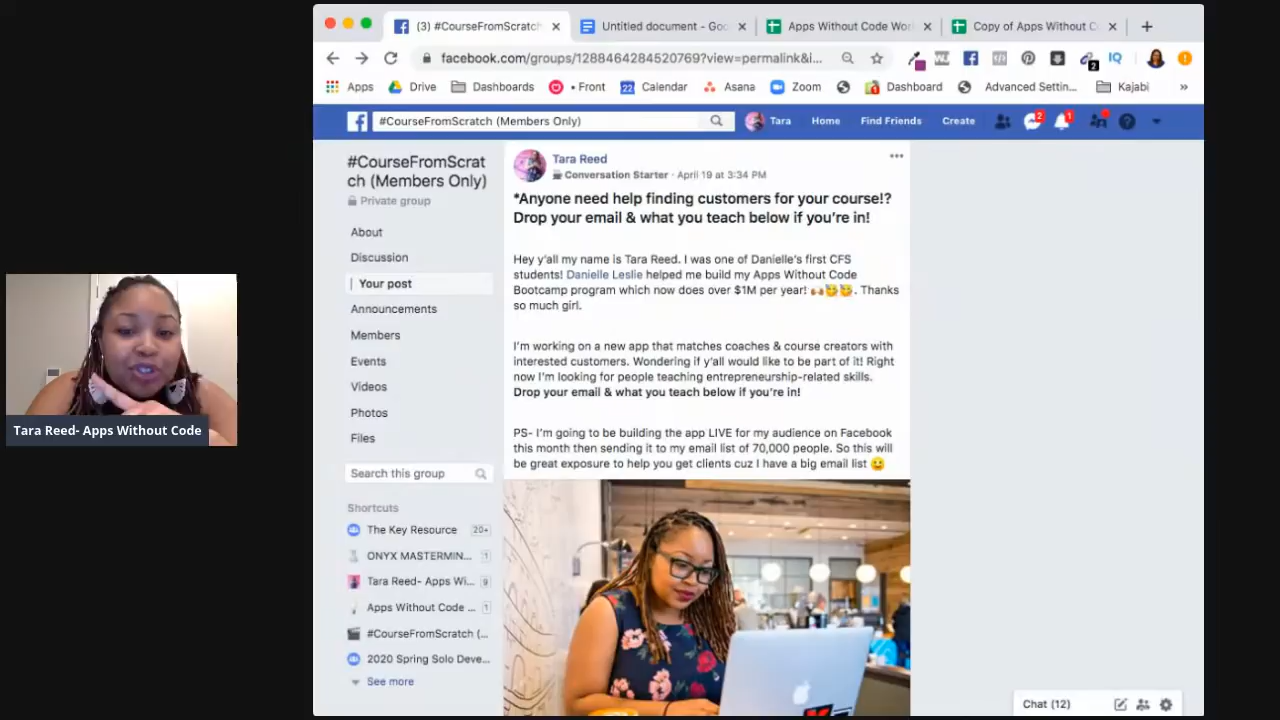 (3) #CourseFromScratch
Untitled document - Goo
Apps Without Code Wor
Copy of Apps Without C
facebook.com/groups/1288464284520769?view=permalink&i...
IQ
2
Apps
Drive
Dashboards
• Front
22
Calendar
Asana
Zoom
Dashboard
Advanced Settin...
Kajabi
»
#CourseFromScratch (Members Only)
Tara
Home
Find Friends
Create
2
1
#CourseFromScrat
ch (Members Only)
Private group
About
Discussion
Your post
Announcements
Members
Events
Videos
Photos
Files
Search this group
Shortcuts
The Key Resource 20+
ONYX MASTERMIN... 1
Tara Reed- Apps Wi... 9
Apps Without Code ... 1
#CourseFromScratch (...
2020 Spring Solo Deve...
See more
Tara Reed
Conversation Starter · April 19 at 3:34 PM
*Anyone need help finding customers for your course!?
Drop your email & what you teach below if you're in!
Hey y'all my name is Tara Reed. I was one of Danielle's first CFS
students! Danielle Leslie helped me build my Apps Without Code
Bootcamp program which now does over $1M per year! 🙌🏽🥰🥰. Thanks
so much girl.
I'm working on a new app that matches coaches & course creators with
interested customers. Wondering if y'all would like to be part of it! Right
now I'm looking for people teaching entrepreneurship-related skills.
Drop your email & what you teach below if you're in!
PS- I'm going to be building the app LIVE for my audience on Facebook
this month then sending it to my email list of 70,000 people. So this will
be great exposure to help you get clients cuz I have a big email list 😀
Chat (12)
Tara Reed- Apps Without Code